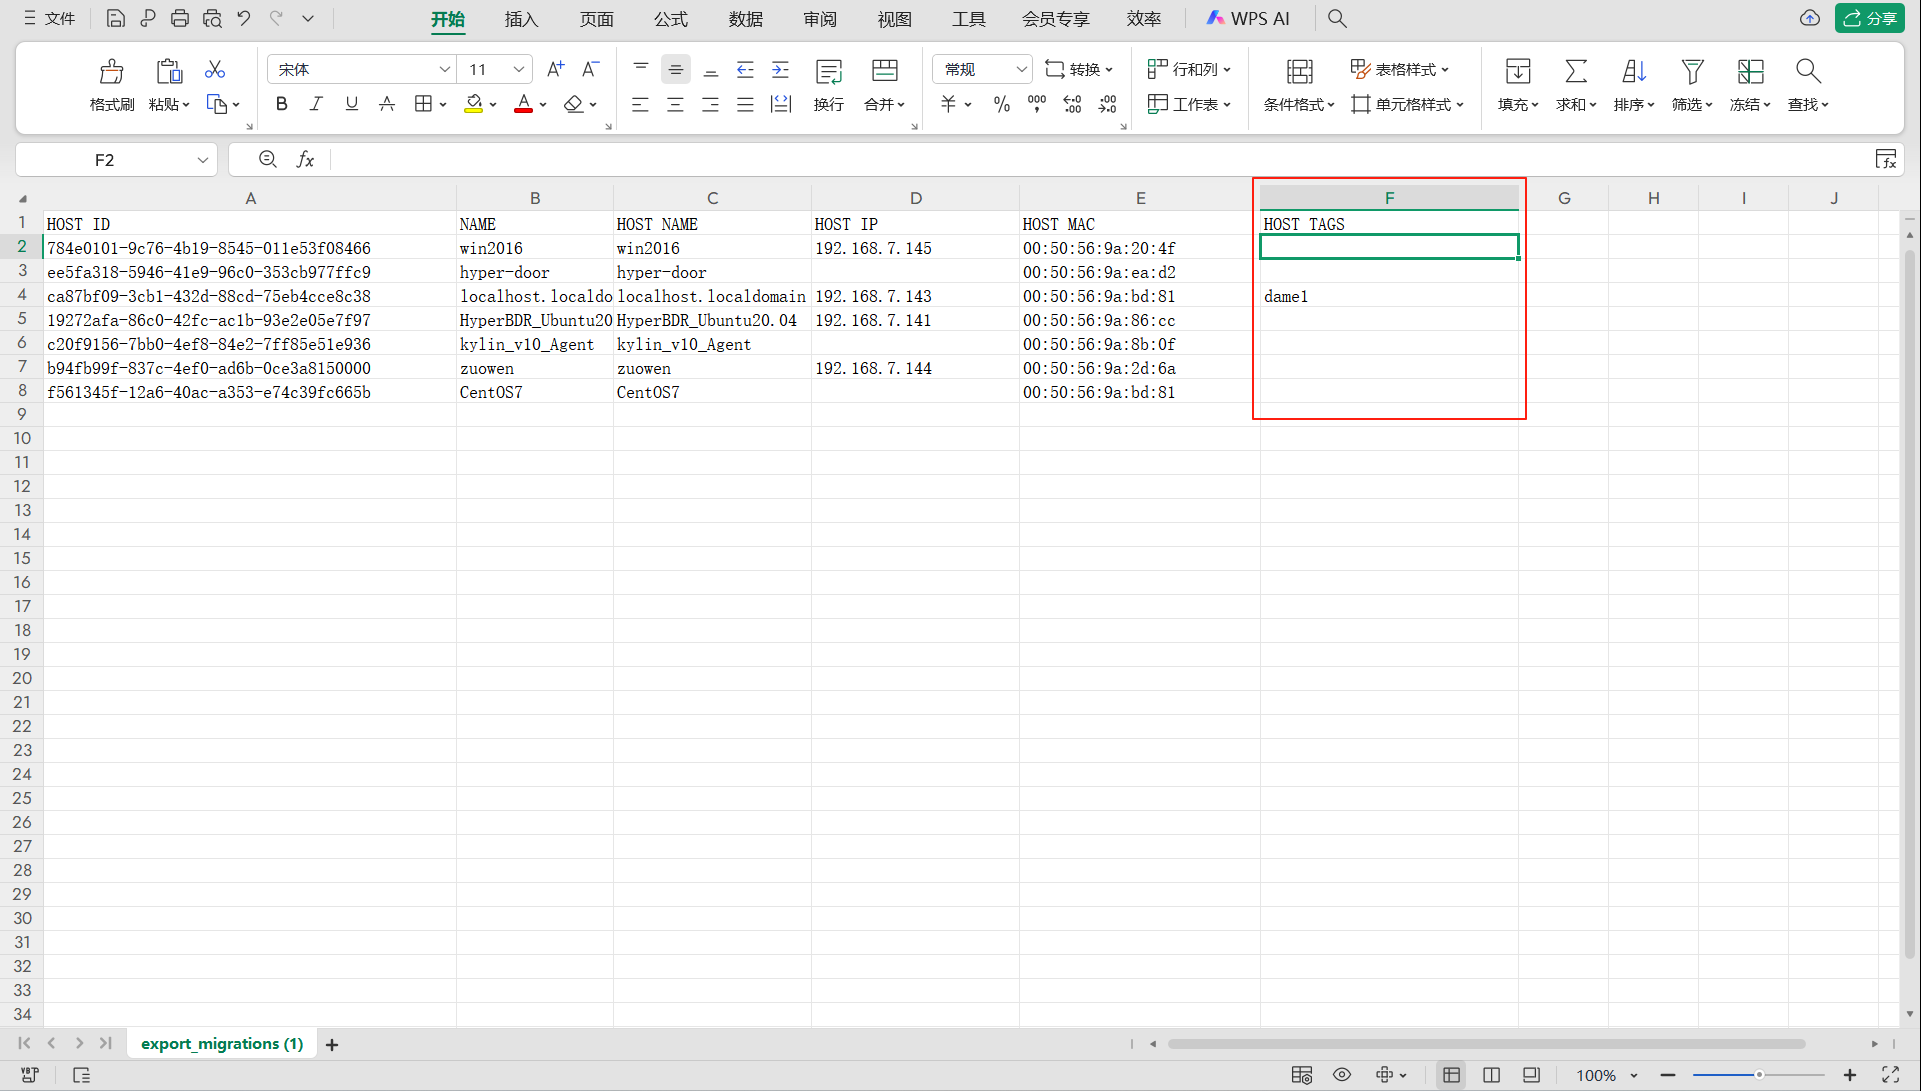 文件 开始 插入 页面 公式 数据 审阅 视图 工具 会员专享 效率 WPS AI 分享
宋体 11 A+ A- 常规 转换 行和列 表格样式
格式刷 粘贴 B I U A A 换行 合并 ¥ % 000 .00 .00 工作表 条件格式 单元格样式 填充 求和 排序 筛选 冻结 查找
F2 fx
A B C D E F G H I J
1 HOST ID NAME HOST NAME HOST IP HOST MAC HOST TAGS
2 784e0101-9c76-4b19-8545-011e53f08466 win2016 win2016 192.168.7.145 00:50:56:9a:20:4f
3 ee5fa318-5946-41e9-96c0-353cb977ffc9 hyper-door hyper-door 00:50:56:9a:ea:d2
4 ca87bf09-3cb1-432d-88cd-75eb4cce8c38 localhost.localdo localhost.localdomain 192.168.7.143 00:50:56:9a:bd:81 dame1
5 19272afa-86c0-42fc-ac1b-93e2e05e7f97 HyperBDR_Ubuntu20 HyperBDR_Ubuntu20.04 192.168.7.141 00:50:56:9a:86:cc
6 c20f9156-7bb0-4ef8-84e2-7ff85e51e936 kylin_v10_Agent kylin_v10_Agent 00:50:56:9a:8b:0f
7 b94fb99f-837c-4ef0-ad6b-0ce3a8150000 zuowen zuowen 192.168.7.144 00:50:56:9a:2d:6a
8 f561345f-12a6-40ac-a353-e74c39fc665b CentOS7 CentOS7 00:50:56:9a:bd:81
9
10
11
12
13
14
15
16
17
18
19
20
21
22
23
24
25
26
27
28
29
30
31
32
33
34
export_migrations (1)
100%